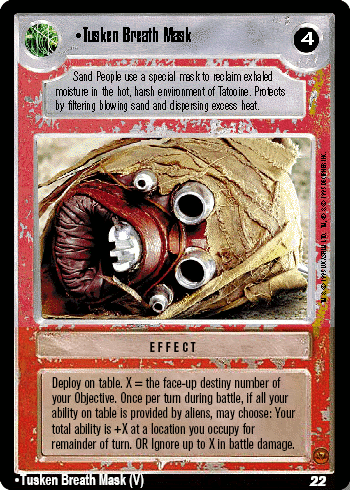 •Tusken Breath Mask
4
Sand People use a special mask to reclaim exhaled
moisture in the hot, harsh environment of Tatooine. Protects
by filtering blowing sand and dispersing excess heat.
EFFECT
Deploy on table. X = the face-up destiny number of
your Objective. Once per turn during battle, if all your
ability on table is provided by aliens, may choose: Your
total ability is +X at a location you occupy for
remainder of turn. OR Ignore up to X in battle damage.
•Tusken Breath Mask (V)
22